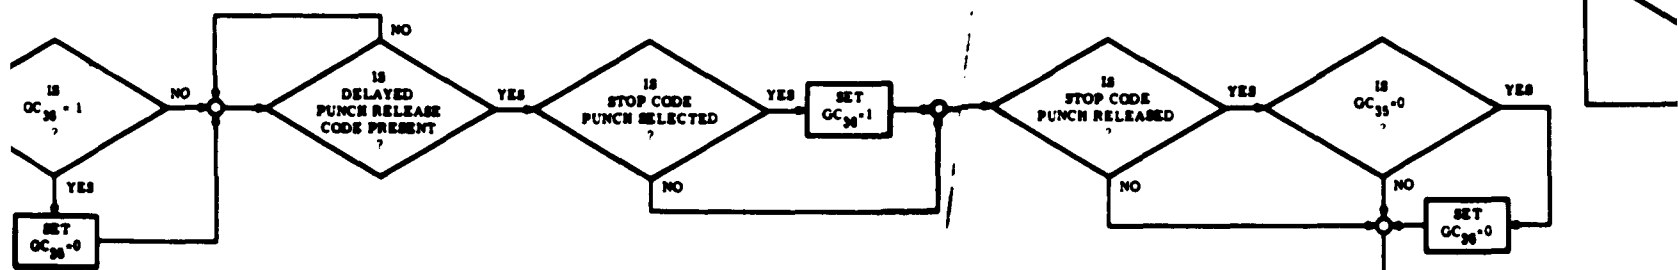 IS
GC36 = 1
?
NO
YES
SET
GC36=0
NO
IS
DELAYED
PUNCH RELEASE
CODE PRESENT
?
YES
IS
STOP CODE
PUNCH SELECTED
?
YES
NO
SET
GC36=1
IS
STOP CODE
PUNCH RELEASED
?
YES
NO
IS
GC35=0
?
YES
NO
SET
GC36=0